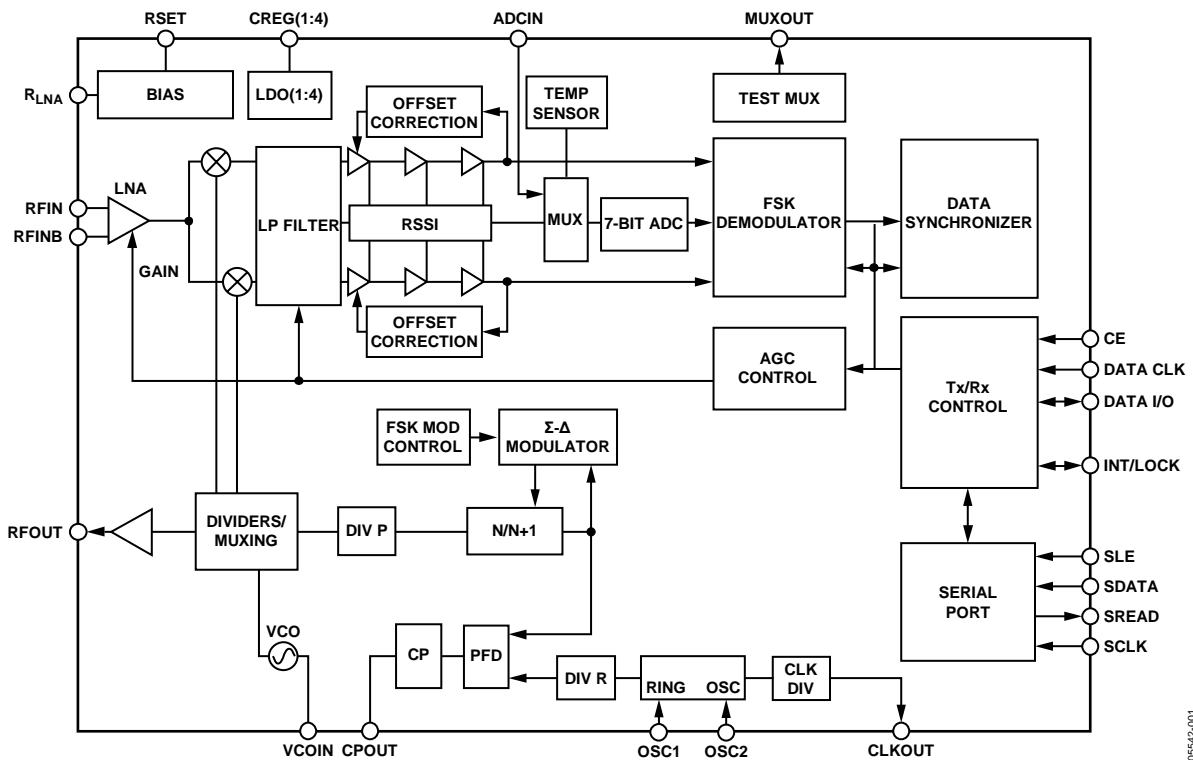 RSET
CREG(1:4)
ADCIN
MUXOUT
RLNA
BIAS
LDO(1:4)
OFFSET
CORRECTION
TEMP
SENSOR
TEST MUX
LNA
RFIN
RFINB
GAIN
LP FILTER
RSSI
MUX
7-BIT ADC
FSK
DEMODULATOR
DATA
SYNCHRONIZER
OFFSET
CORRECTION
AGC
CONTROL
Tx/Rx
CONTROL
CE
DATA CLK
DATA I/O
INT/LOCK
FSK MOD
CONTROL
Σ-Δ
MODULATOR
RFOUT
DIVIDERS/
MUXING
DIV P
N/N+1
SERIAL
PORT
SLE
SDATA
SREAD
SCLK
VCO
CP
PFD
DIV R
RING
OSC
CLK
DIV
VCOIN
CPOUT
OSC1
OSC2
CLKOUT
05542-001